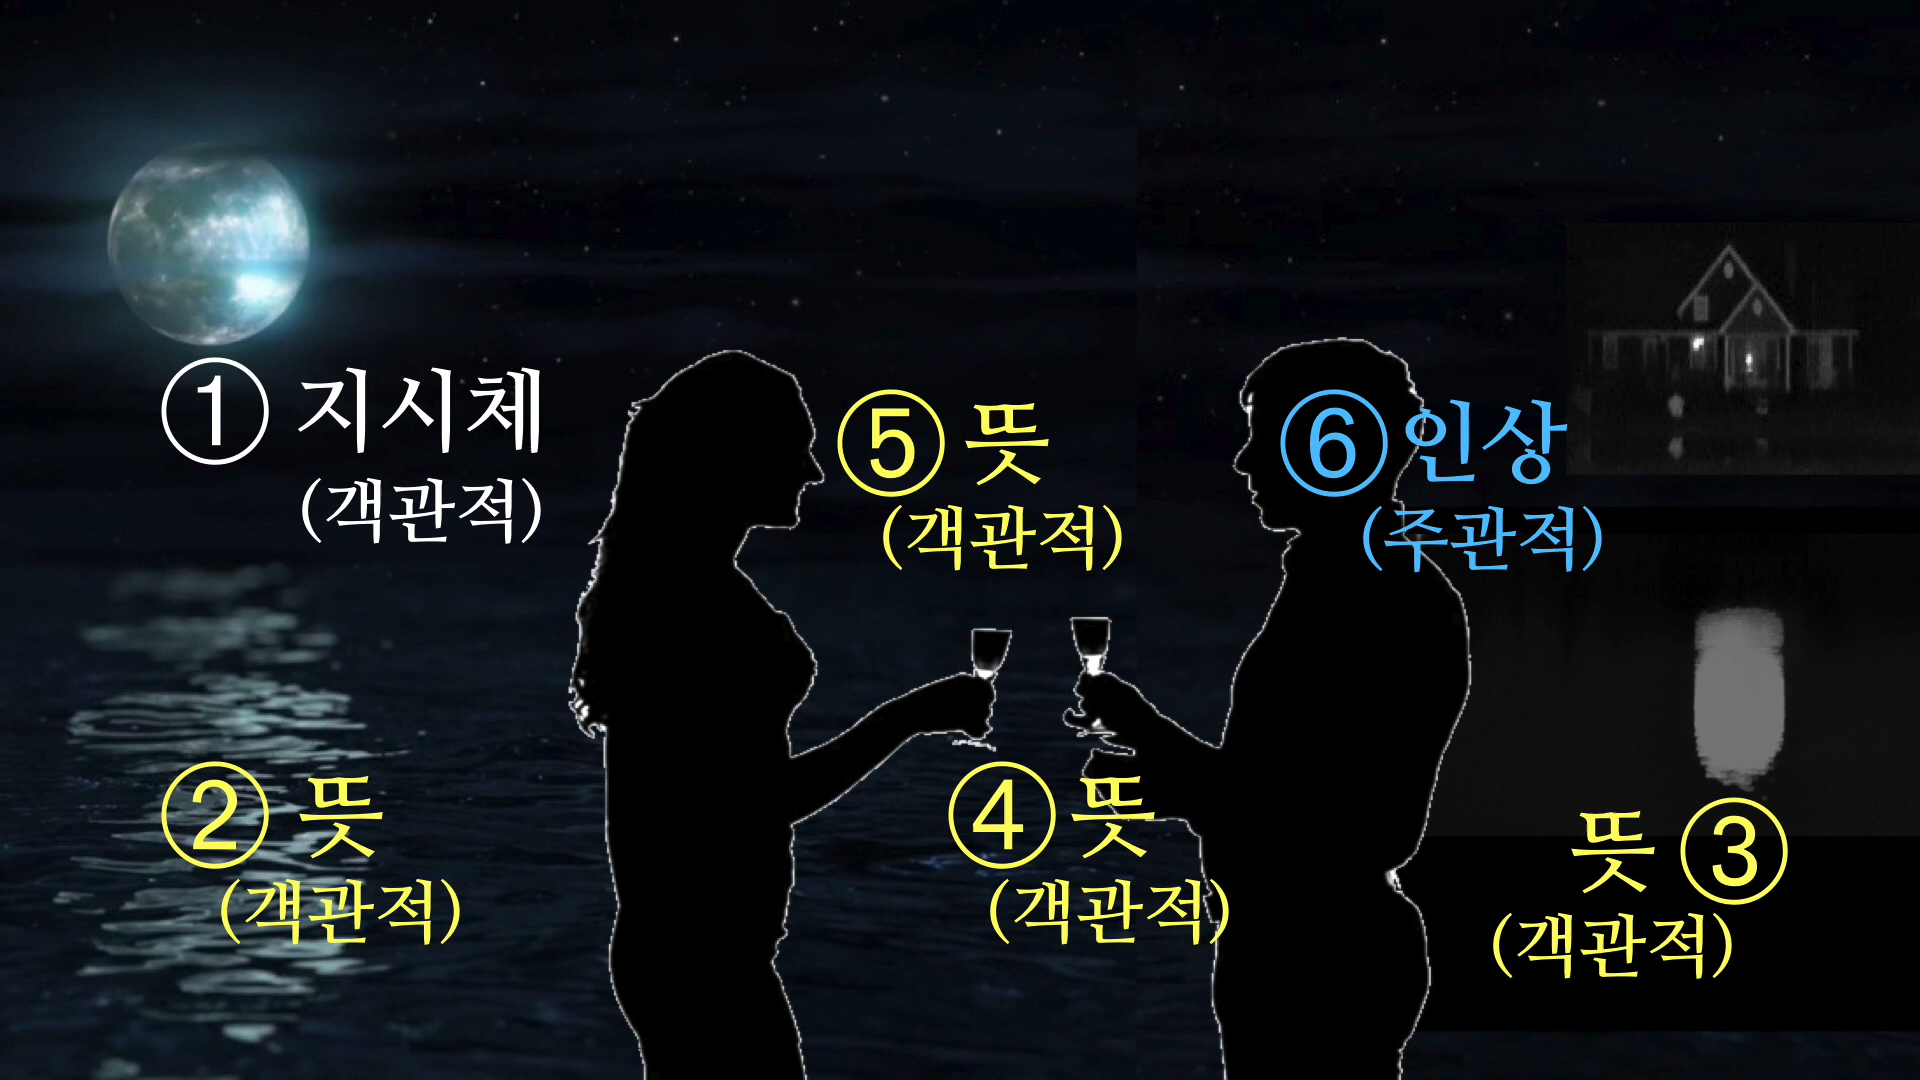 ① 지시체
(객관적)
⑤ 뜻
(객관적)
⑥ 인상
(주관적)
② 뜻
(객관적)
④ 뜻
(객관적)
뜻 ③
(객관적)